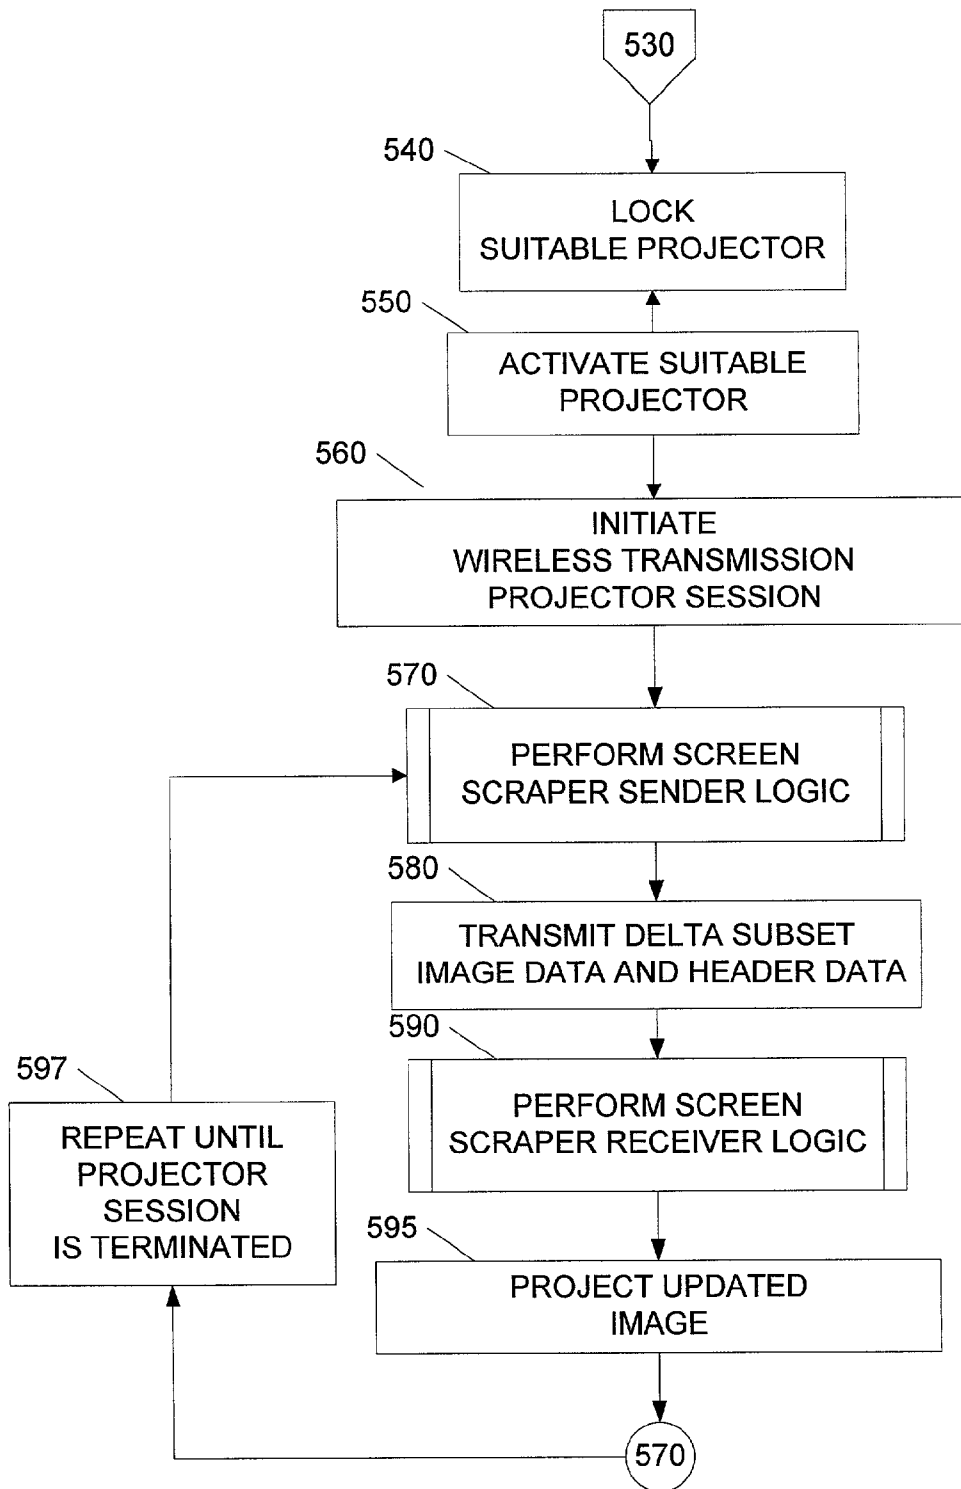 530
540
LOCK
SUITABLE PROJECTOR
550
ACTIVATE SUITABLE
PROJECTOR
560
INITIATE
WIRELESS TRANSMISSION
PROJECTOR SESSION
570
PERFORM SCREEN
SCRAPER SENDER LOGIC
580
TRANSMIT DELTA SUBSET
IMAGE DATA AND HEADER DATA
590
PERFORM SCREEN
SCRAPER RECEIVER LOGIC
597
REPEAT UNTIL
PROJECTOR
SESSION
IS TERMINATED
595
PROJECT UPDATED
IMAGE
570